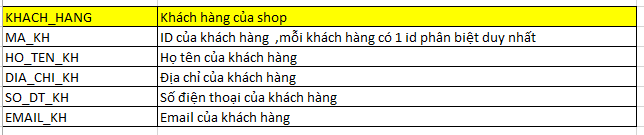 KHACH_HANG Khách hàng của shop
MA_KH ID của khách hàng ,mỗi khách hàng có 1 id phân biệt duy nhất
HO_TEN_KH Họ tên của khách hàng
DIA_CHI_KH Địa chỉ của khách hàng
SO_DT_KH Số điện thoại của khách hàng
EMAIL_KH Email của khách hàng